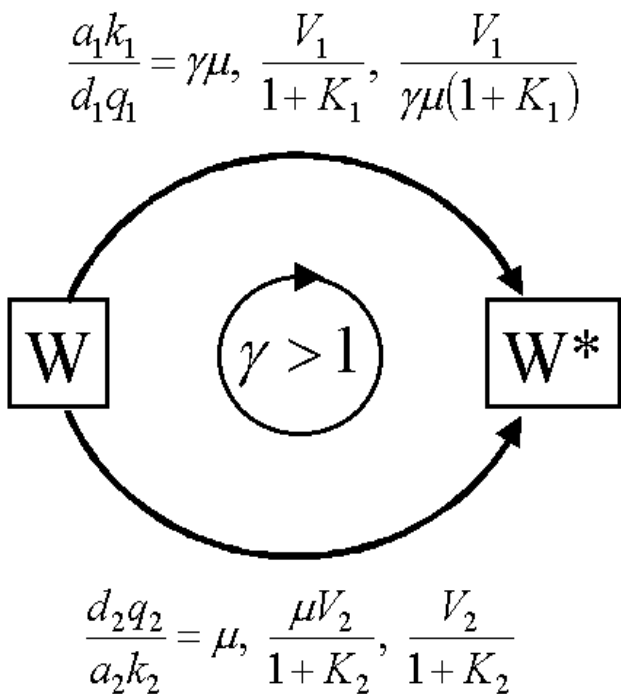 a₁k₁/d₁q₁ = γμ, V₁/(1 + K₁), V₁/(γμ(1 + K₁))
W
γ > 1
W*
d₂q₂/a₂k₂ = μ, μV₂/(1 + K₂), V₂/(1 + K₂)